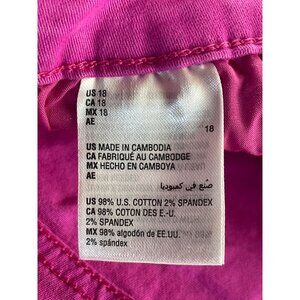 US 18
CA 18
MX 18
AE
18
US MADE IN CAMBODIA
CA FABRIQUÉ AU CAMBODGE
MX HECHO EN CAMBOYA
AE
صنع في كمبوديا
US 98% U.S. COTTON 2% SPANDEX
CA 98% COTON DES É.-U.
2% SPANDEX
MX 98% algodón de EE.UU.
2% spándex